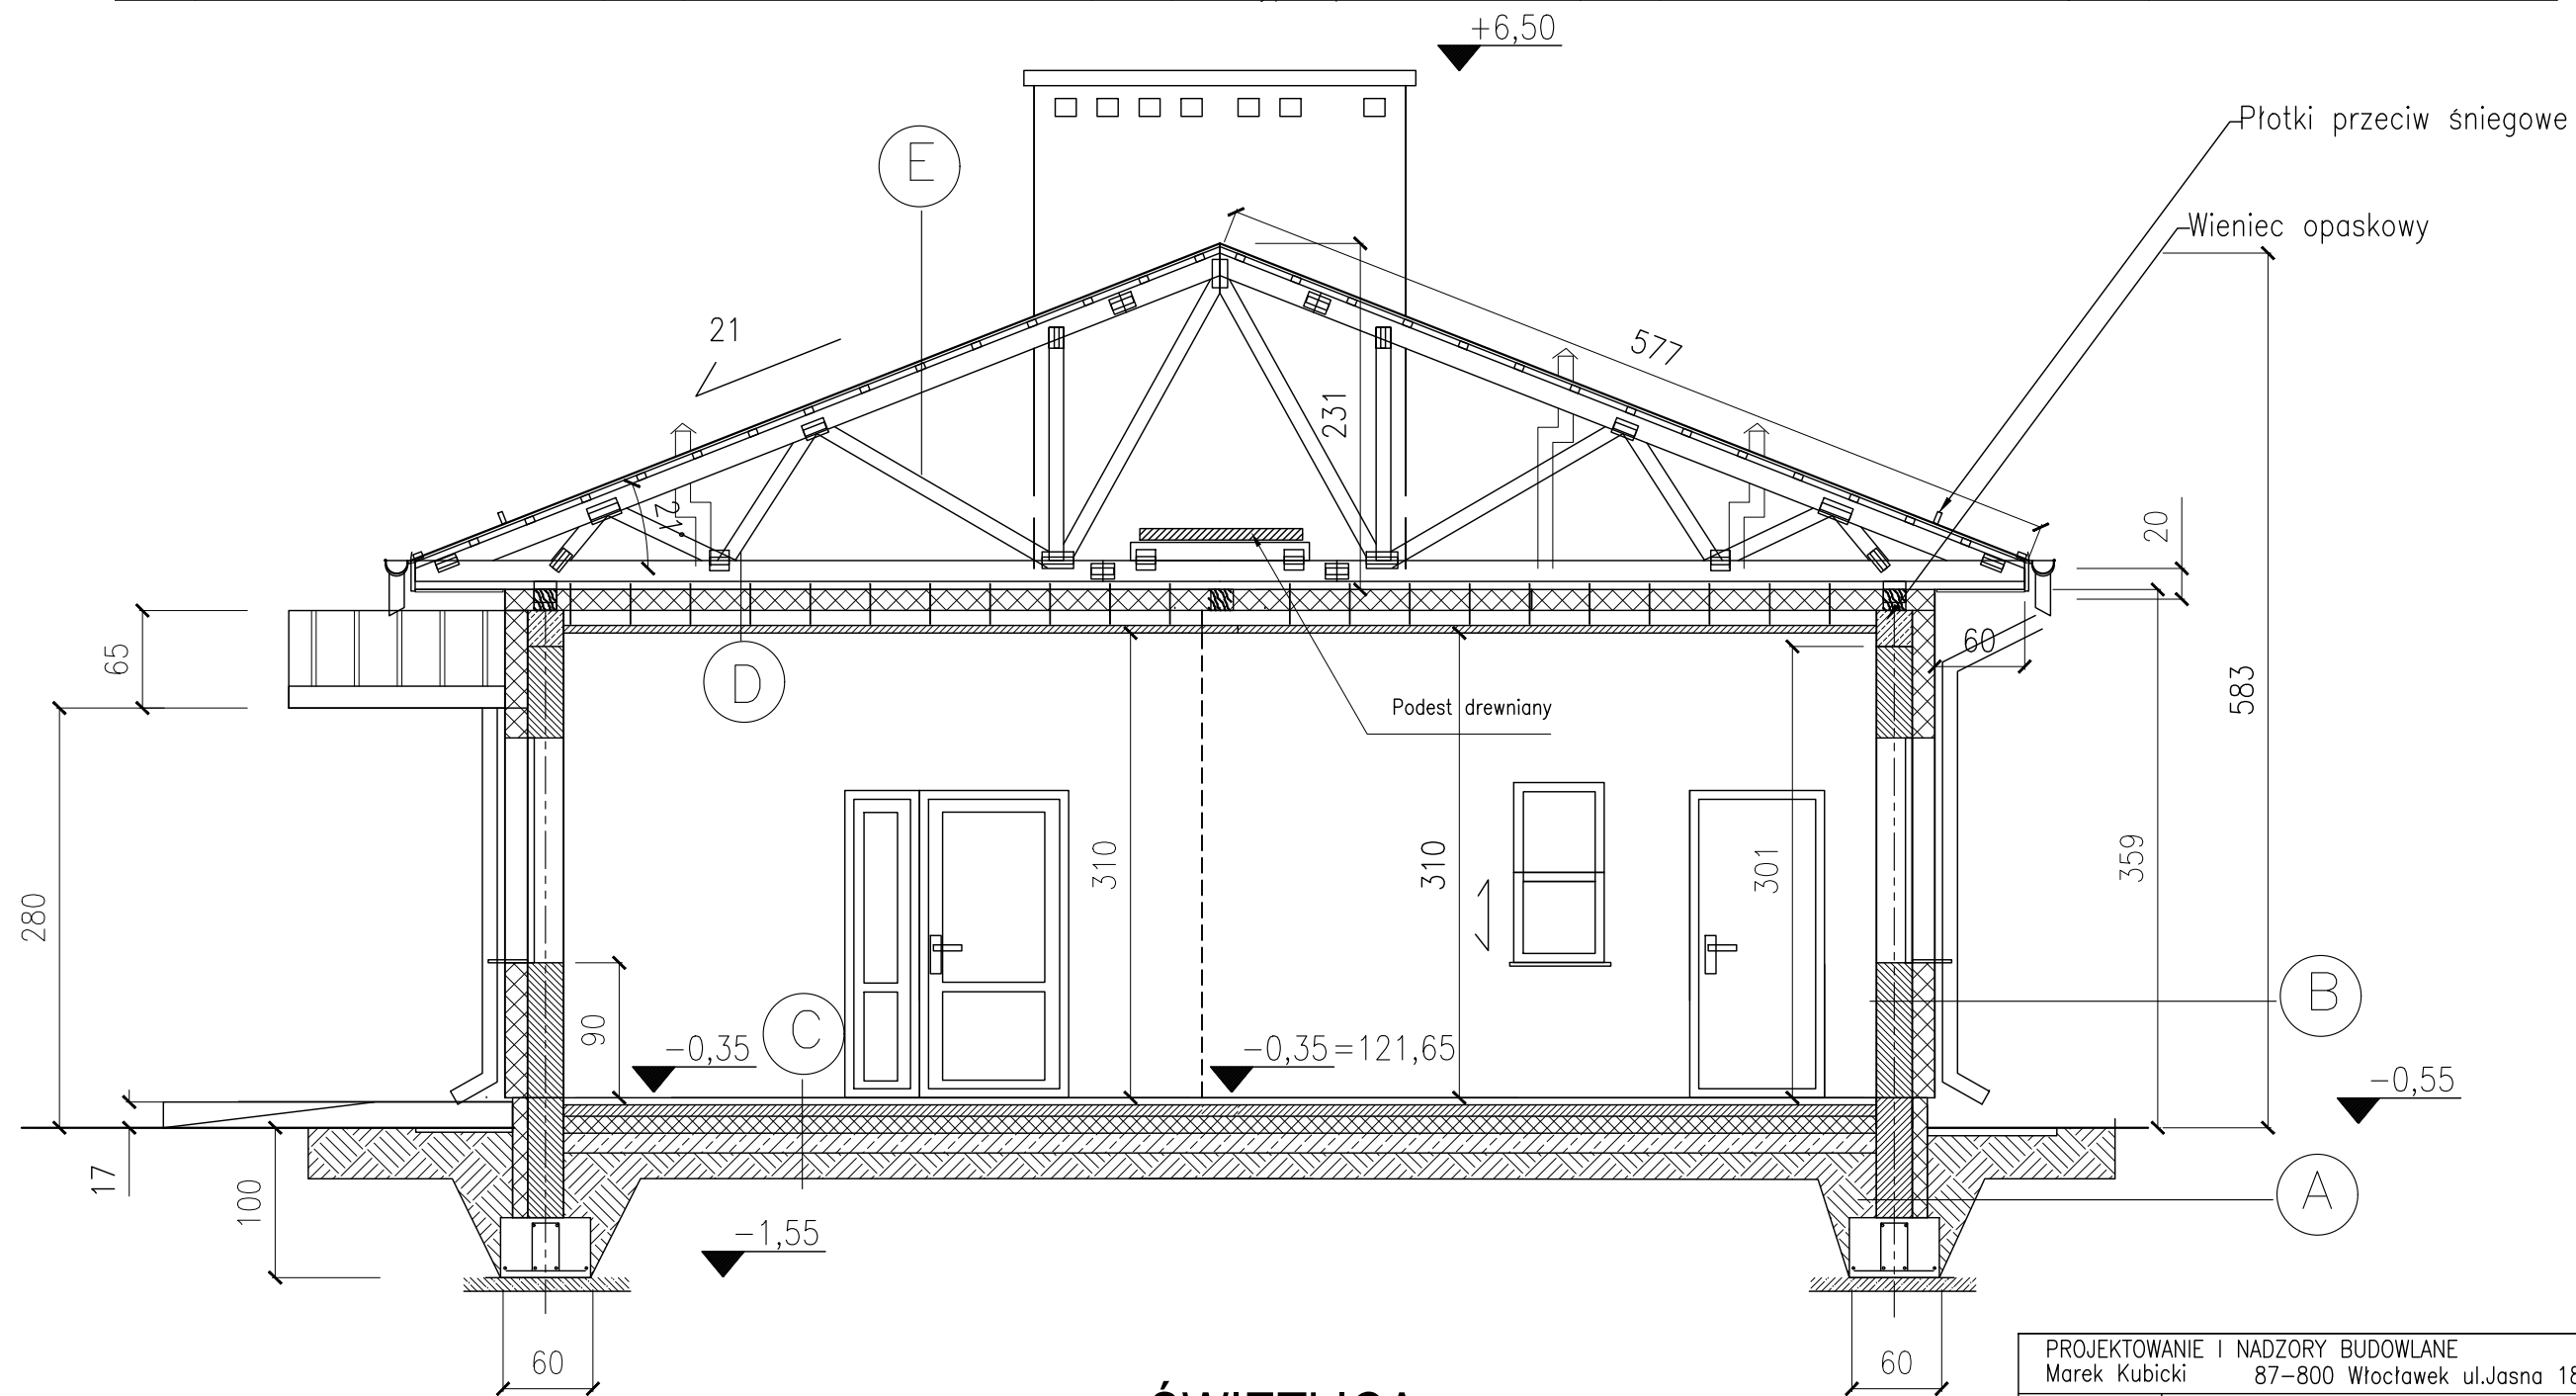 +6,50
Płotki przeciw śniegowe
E
Wieniec opaskowy
21
577
231
21
20
65
60
D
583
Podest drewniany
310
310
301
359
280
90
C
B
-0,35
-0,35=121,65
-0,55
17
100
A
-1,55
60
60
PROJEKTOWANIE I NADZORY BUDOWLANE
Marek Kubicki 87-800 Włocławek ul.Jasna
ŚWIETLICA